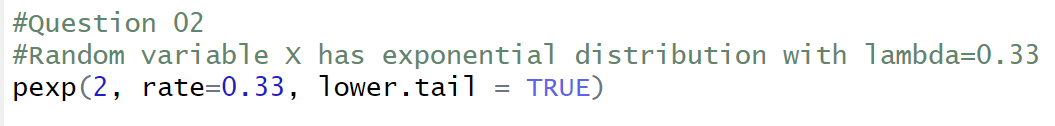 #Question 02
#Random variable X has exponential distribution with lambda=0.33
pexp(2, rate=0.33, lower.tail = TRUE)